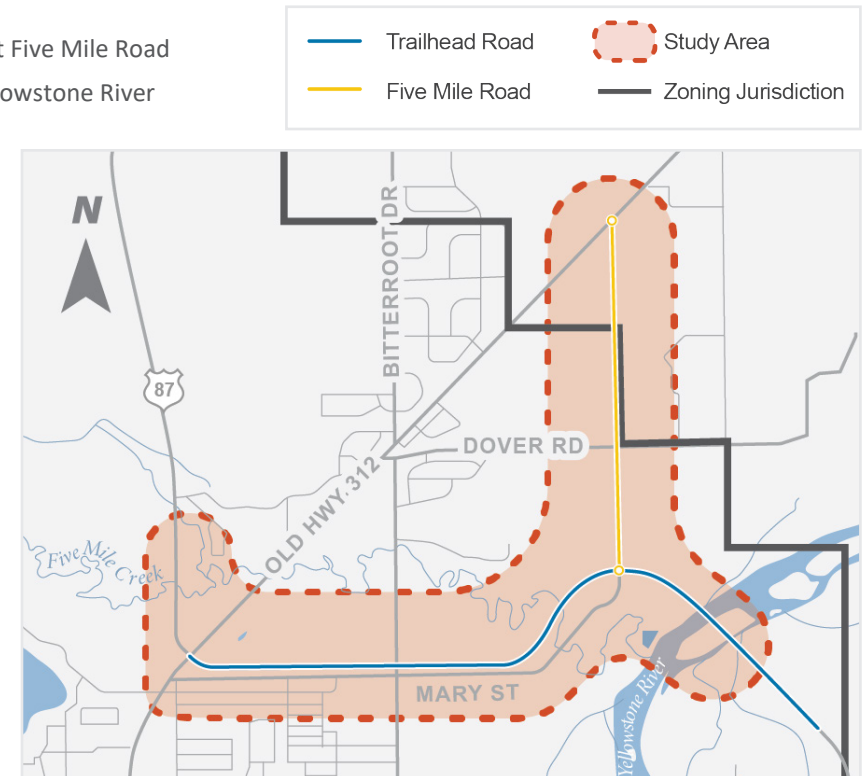 t Five Mile Road
lowstone River
Trailhead Road
Study Area
Five Mile Road
Zoning Jurisdiction
N
BITTERROOT DR
87
DOVER RD
OLD HWY. 312
Five Mile Creek
MARY ST
Yellowstone River